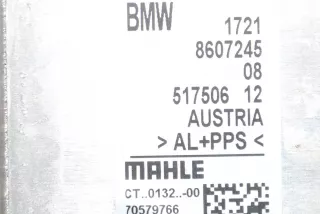 BMW 1721
8607245
08
517506 12
AUSTRIA
> AL+PPS <
MAHLE
CT..0132..-00
70579766